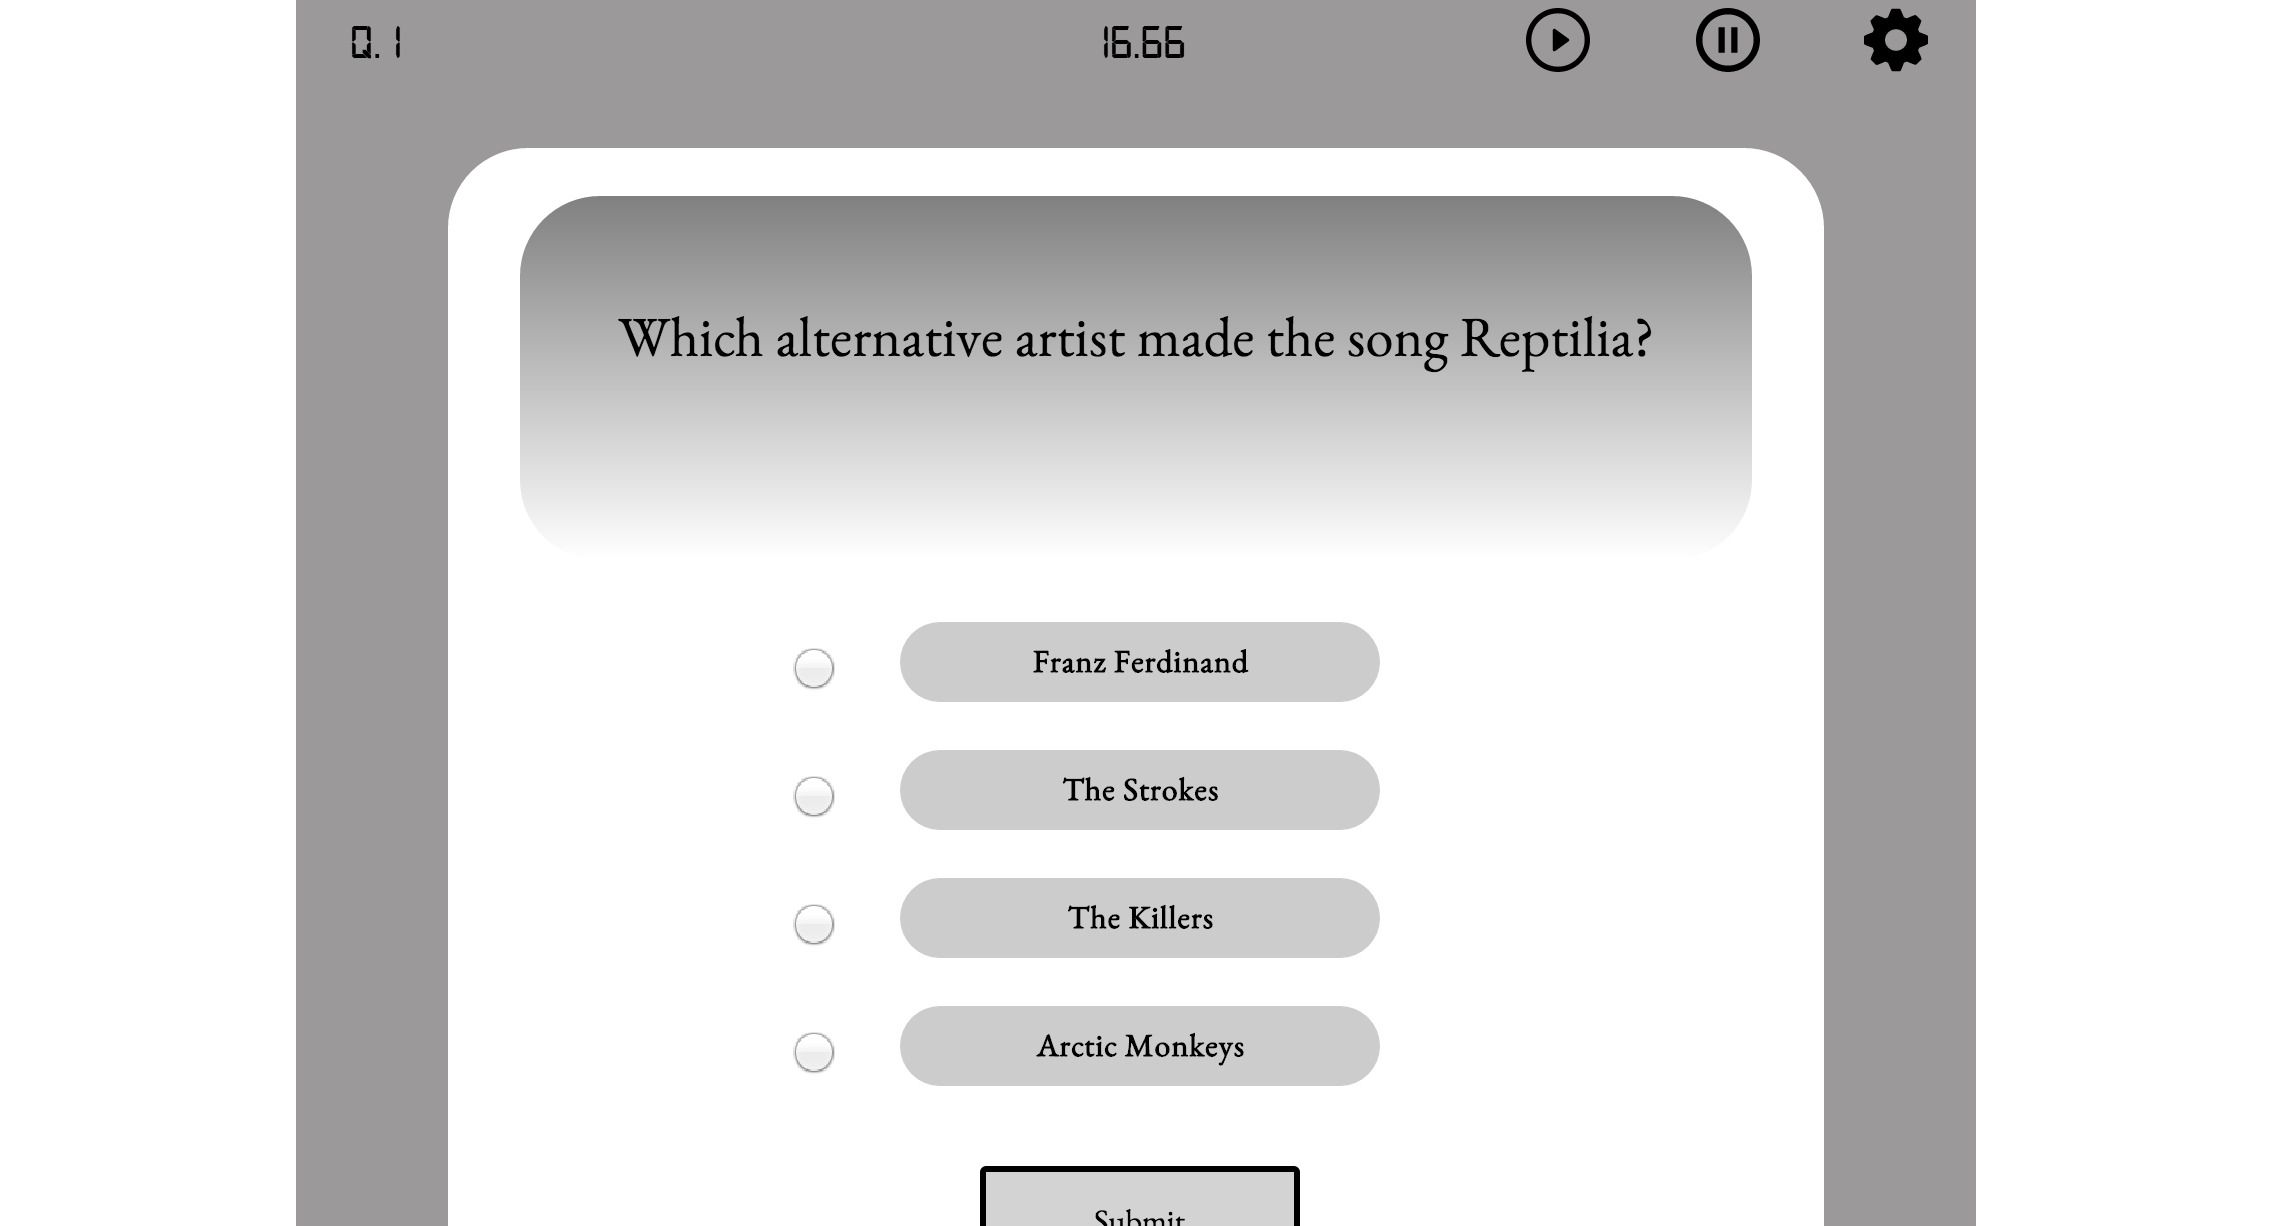 Q. 1
16.66
Which alternative artist made the song Reptilia?
Franz Ferdinand
The Strokes
The Killers
Arctic Monkeys
Submit